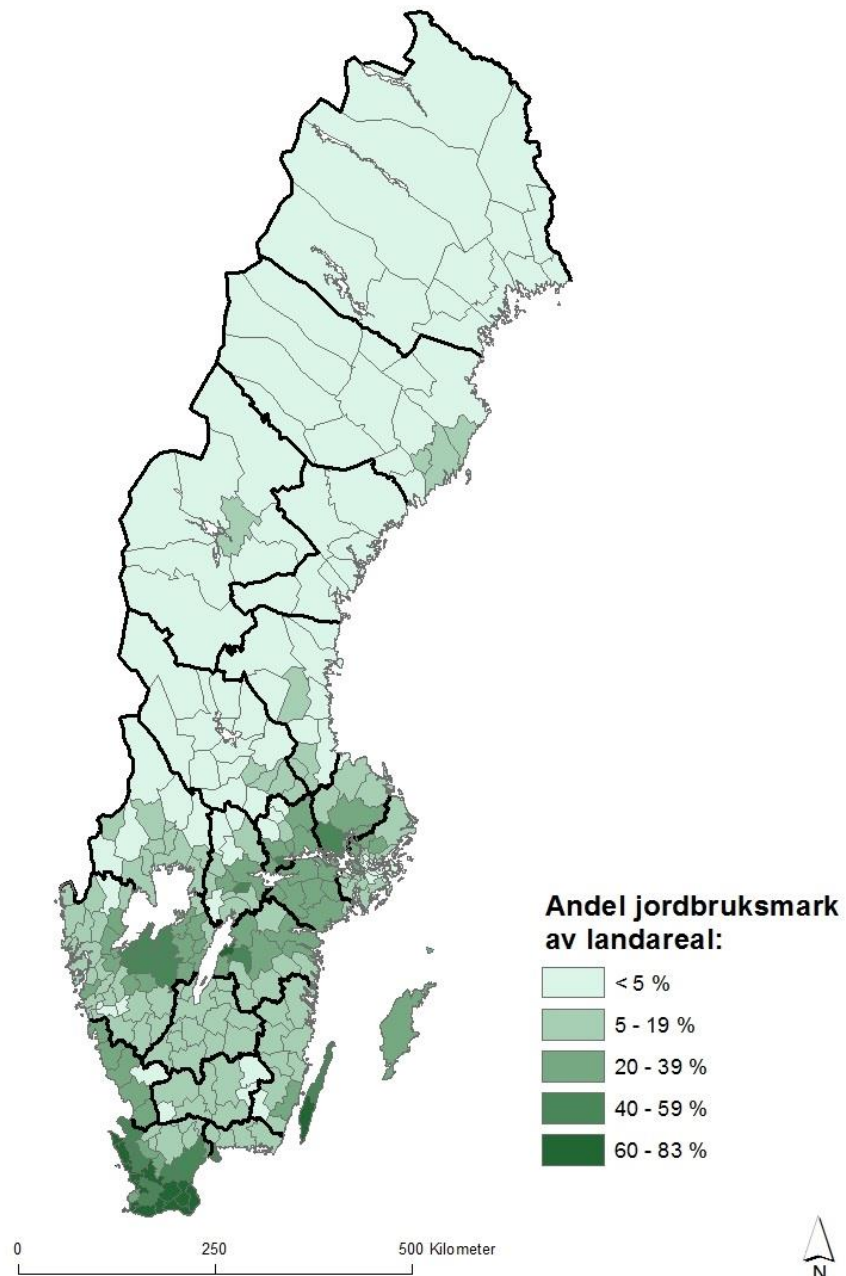 Andel jordbruksmark
av landareal:
< 5 %
5 - 19 %
20 - 39 %
40 - 59 %
60 - 83 %
0 250 500 Kilometer
N